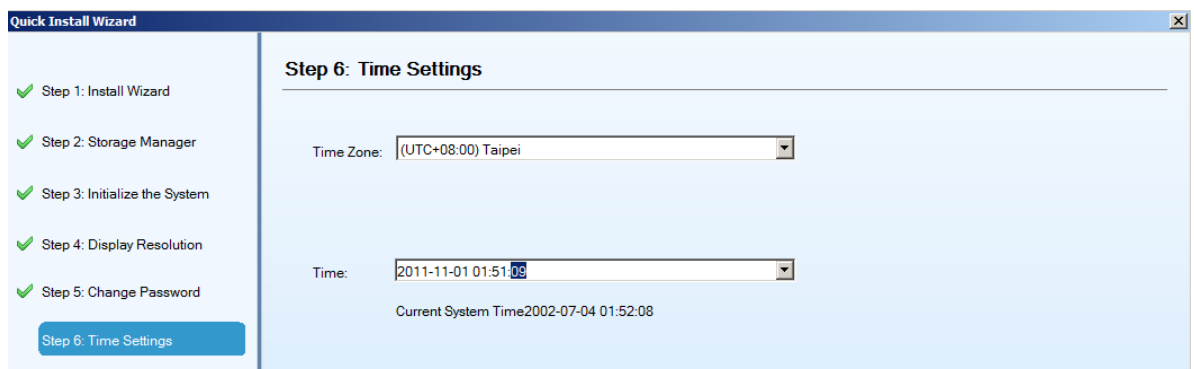 Quick Install Wizard
Step 1: Install Wizard
Step 2: Storage Manager
Step 3: Initialize the System
Step 4: Display Resolution
Step 5: Change Password
Step 6: Time Settings
Step 6: Time Settings
Time Zone: (UTC+08:00) Taipei
Time: 2011-11-01 01:51:09
Current System Time2002-07-04 01:52:08